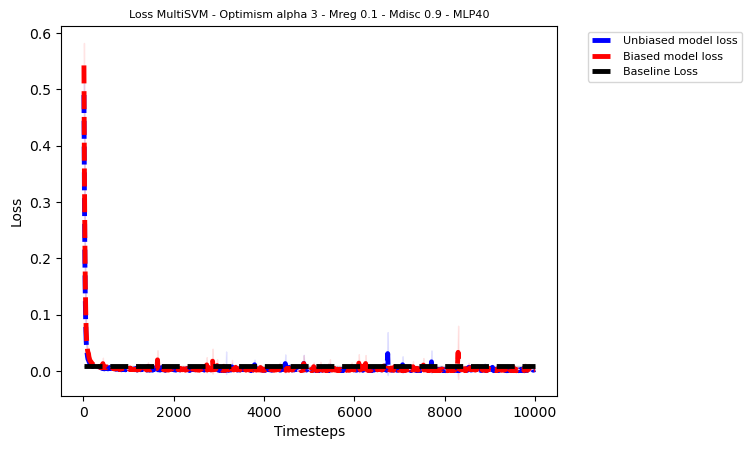 Loss MultiSVM - Optimism alpha 3 - Mreg 0.1 - Mdisc 0.9 - MLP40
Unbiased model loss
Biased model loss
Baseline Loss
Loss
0.6
0.5
0.4
0.3
0.2
0.1
0.0
0
2000
4000
6000
8000
10000
Timesteps